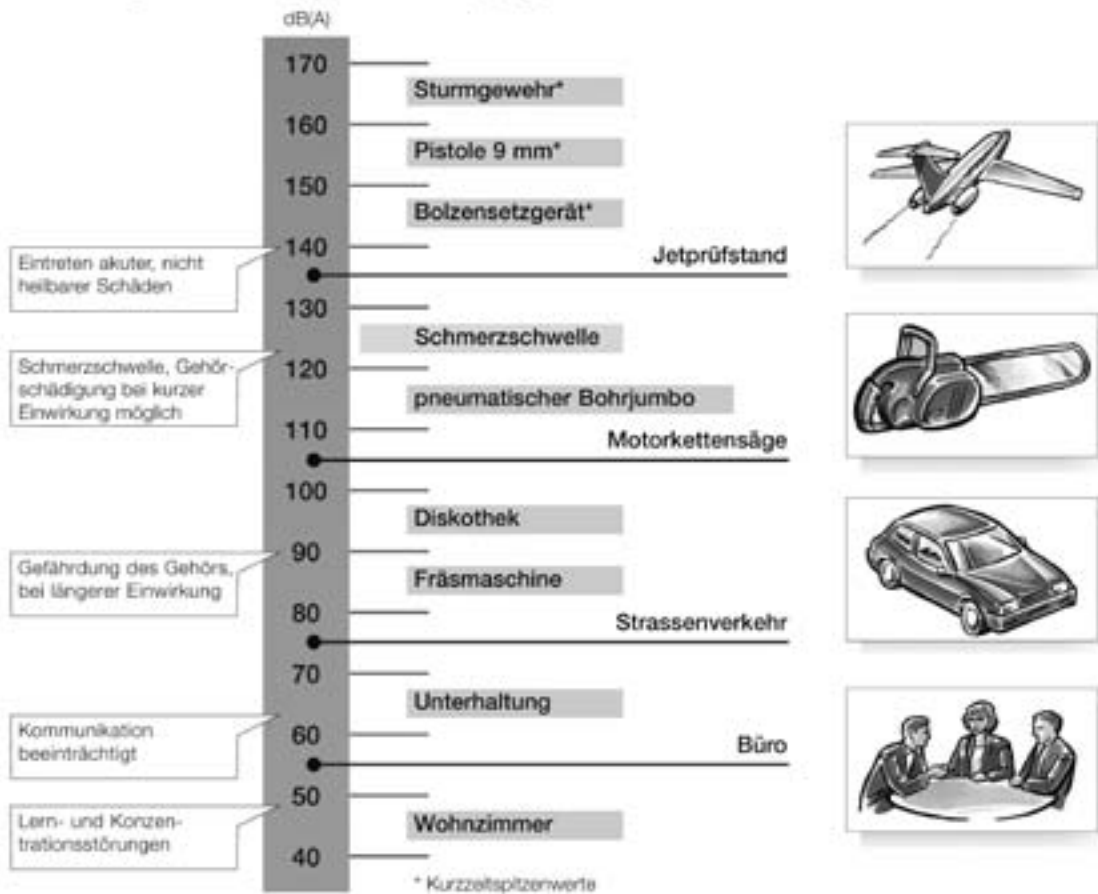 dB(A)
170
Sturmgewehr*
160
Pistole 9 mm*
150
Bolzensetzgerät*
140
Jetprüfstand
Eintreten akuter, nicht
heilbarer Schäden
130
Schmerzschwelle
Schmerzschwelle, Gehör-
schädigung bei kurzer
Einwirkung möglich
120
pneumatischer Bohrjumbo
110
Motorkettensäge
100
Diskothek
90
Gefährdung des Gehörs,
bei längerer Einwirkung
Fräsmaschine
80
Strassenverkehr
70
Unterhaltung
Kommunikation
beeinträchtigt
60
Büro
50
Lern- und Konzen-
trationsstörungen
Wohnzimmer
40
* Kurzzeitspitzenwerte